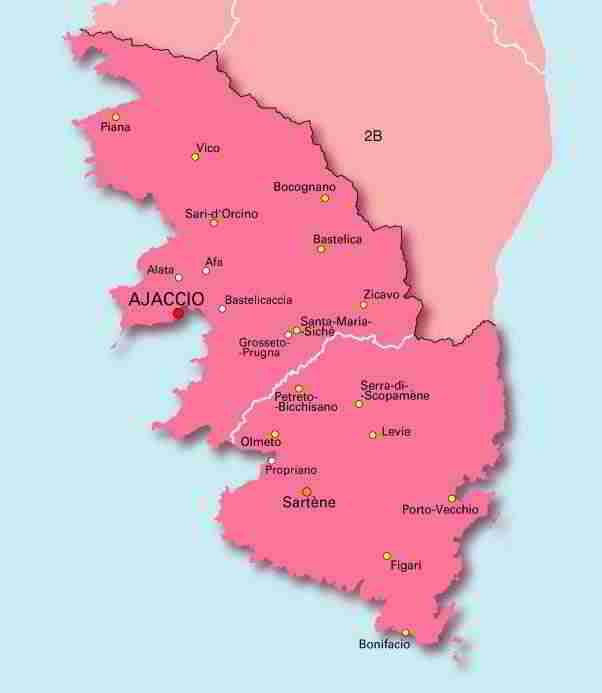 2B
Piana
Vico
Bocognano
Sari-d'Orcino
Bastelica
Afa
Alata
AJACCIO
Bastelicaccia
Zicavo
Santa-Maria-
-Siché
Grosseto-
-Prugna
Serra-di-
-Scopamène
Petreto-
-Bicchisano
Olmeto
Levie
Propriano
Sartène
Porto-Vecchio
Figari
Bonifacio